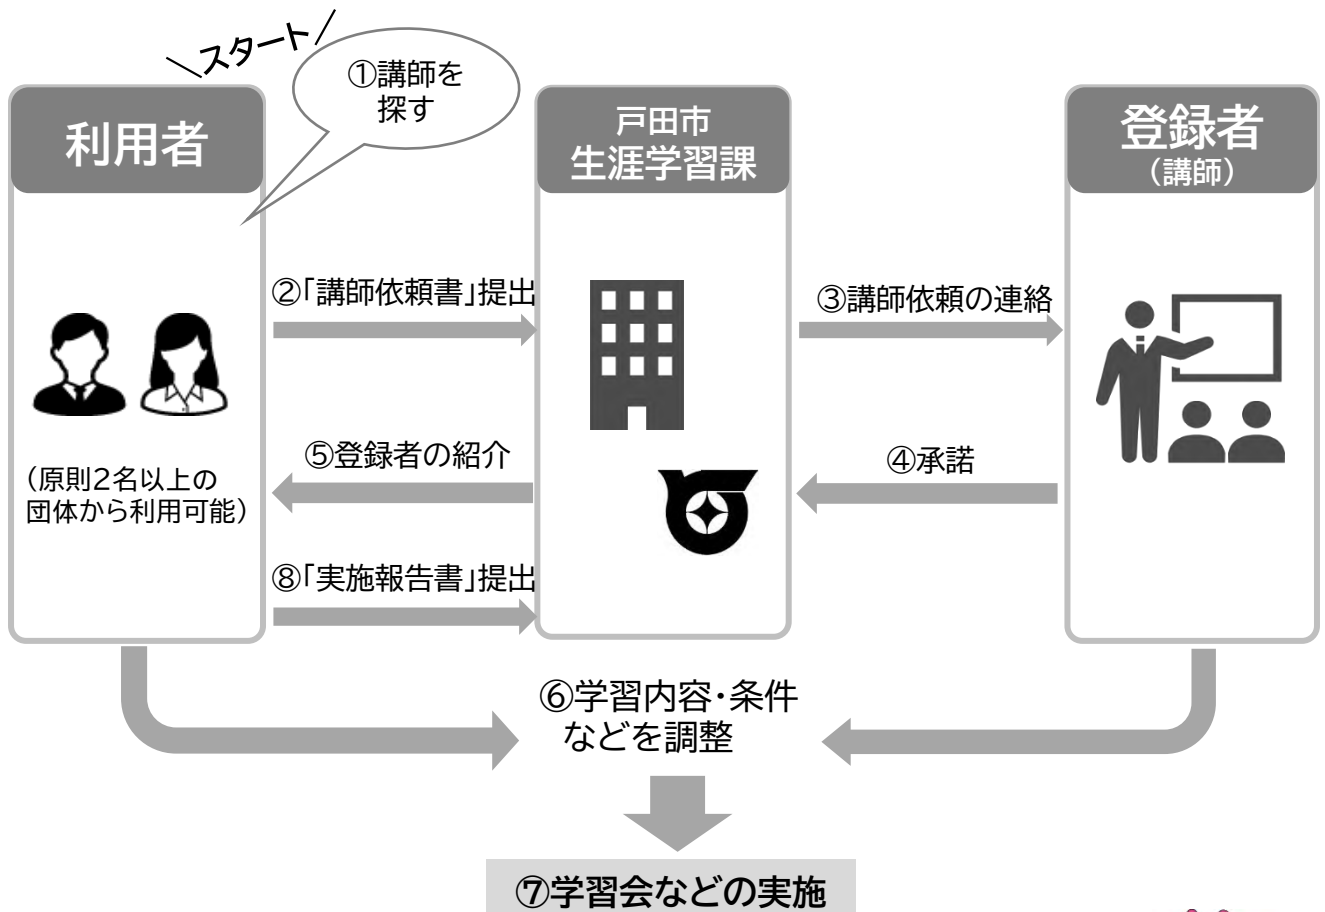 \スタート/
①講師を
探す
利用者
戸田市
生涯学習課
登録者
(講師)
②「講師依頼書」提出
③講師依頼の連絡
④承諾
⑤登録者の紹介
(原則2名以上の
団体から利用可能)
⑧「実施報告書」提出
⑥学習内容・条件
などを調整
⑦学習会などの実施